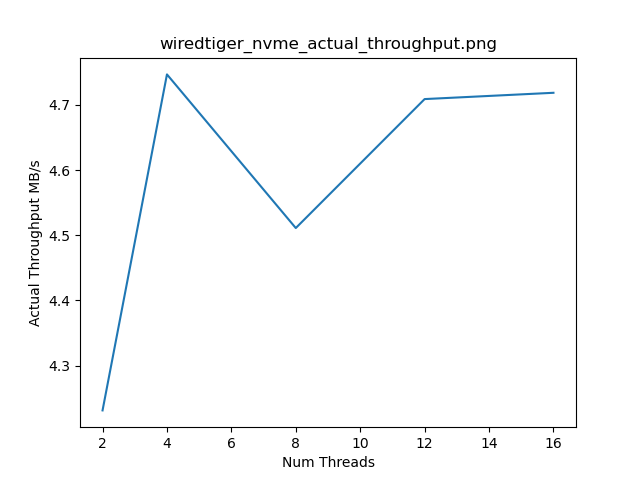 wiredtiger_nvme_actual_throughput.png
Actual Throughput MB/s
4.7
4.6
4.5
4.4
4.3
2 4 6 8 10 12 14 16
Num Threads